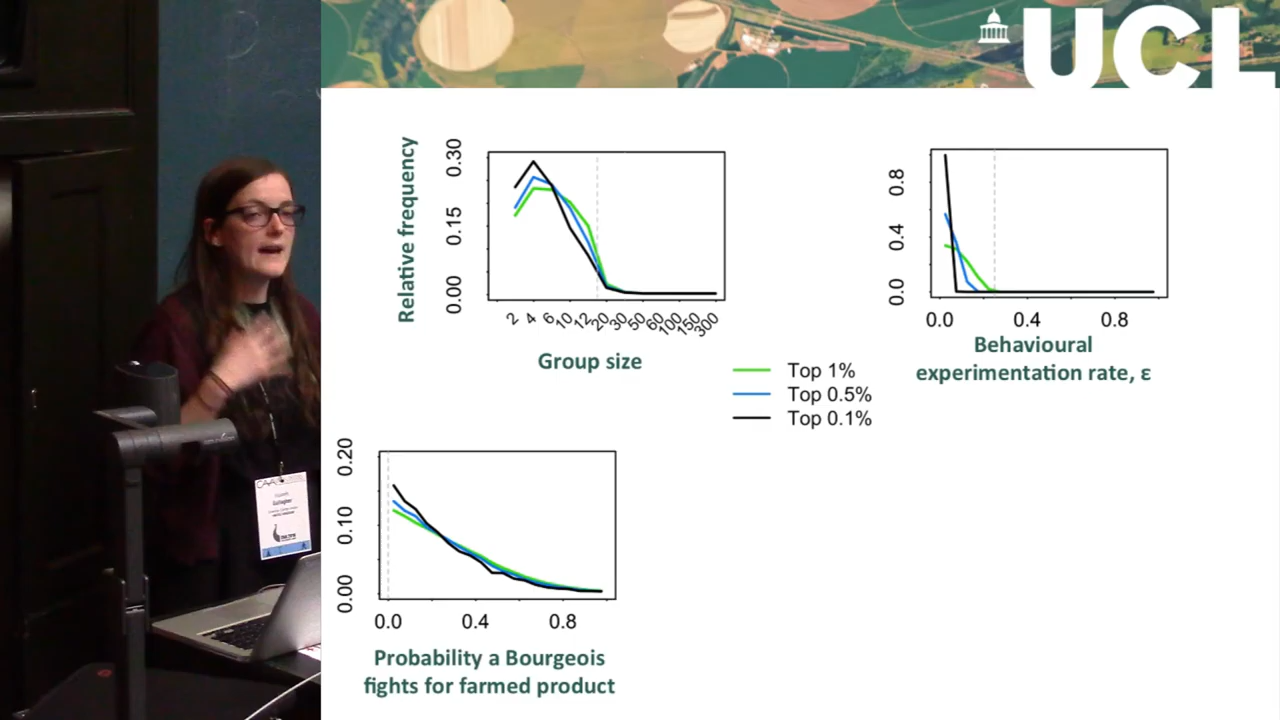 UCL
Relative frequency
0.30
0.15
0.00
2 4 6 10 12 20 30 50 60 100 150 300
Group size
0.8
0.4
0.0
0.0 0.4 0.8
Behavioural
experimentation rate, ε
Top 1%
Top 0.5%
Top 0.1%
0.20
0.10
0.00
0.0 0.4 0.8
Probability a Bourgeois
fights for farmed product
CAA
Gallagher